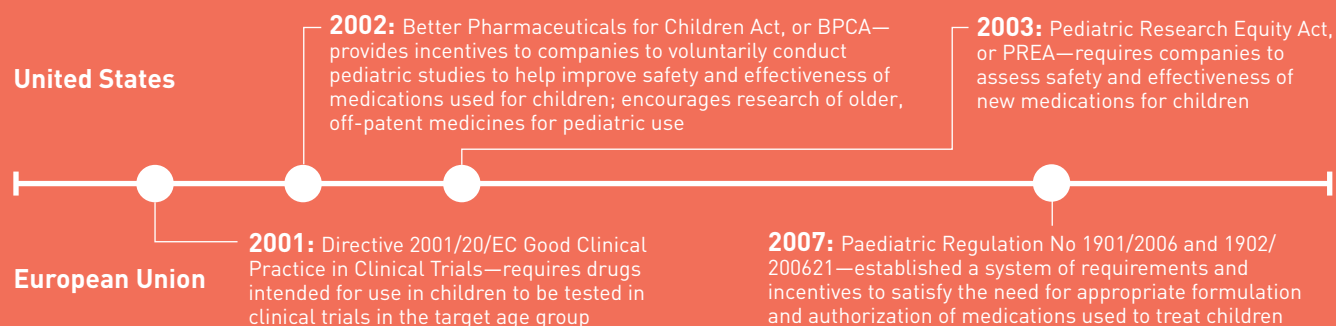 United States
2002: Better Pharmaceuticals for Children Act, or BPCA—
provides incentives to companies to voluntarily conduct
pediatric studies to help improve safety and effectiveness of
medications used for children; encourages research of older,
off-patent medicines for pediatric use
2003: Pediatric Research Equity Act,
or PREA—requires companies to
assess safety and effectiveness of
new medications for children
European Union
2001: Directive 2001/20/EC Good Clinical
Practice in Clinical Trials—requires drugs
intended for use in children to be tested in
clinical trials in the target age group
2007: Paediatric Regulation No 1901/2006 and 1902/
200621—established a system of requirements and
incentives to satisfy the need for appropriate formulation
and authorization of medications used to treat children